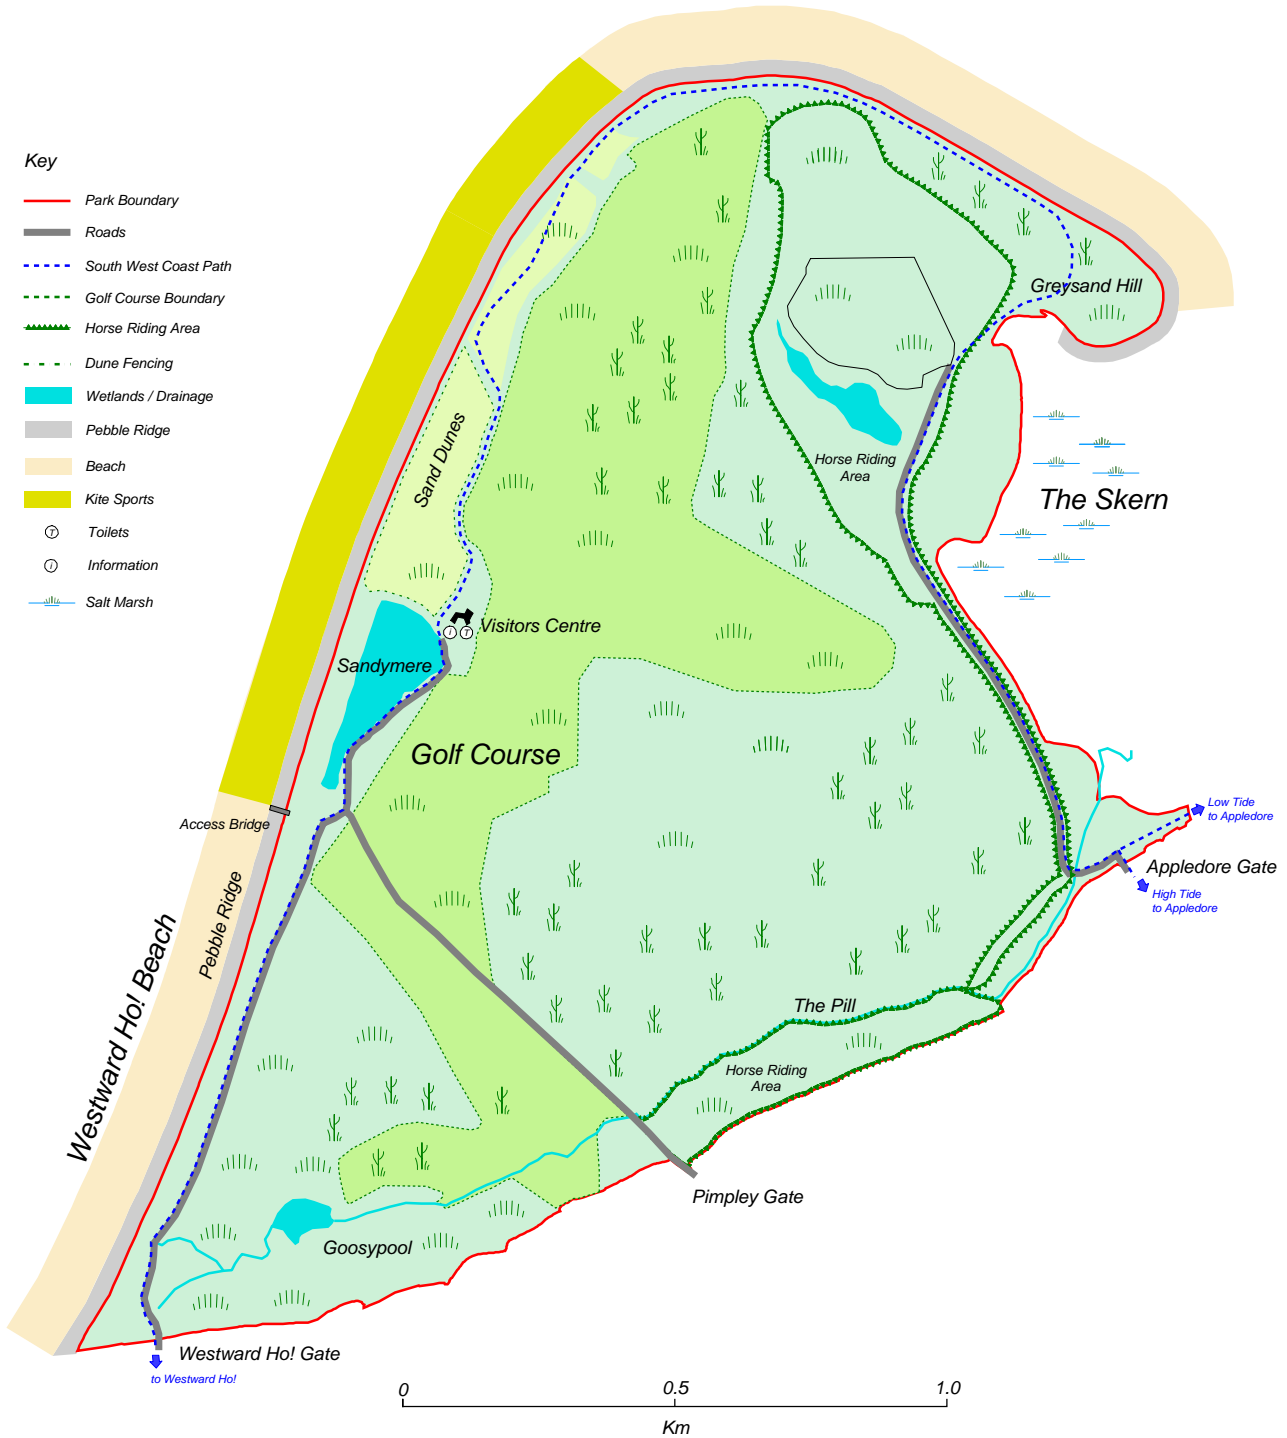 Key
Park Boundary
Roads
South West Coast Path
Golf Course Boundary
Horse Riding Area
Dune Fencing
Wetlands / Drainage
Pebble Ridge
Beach
Kite Sports
T
Toilets
i
Information
Salt Marsh
Greysand Hill
Sand Dunes
Horse Riding
Area
The Skern
i T
Visitors Centre
Sandymere
Golf Course
Access Bridge
Low Tide
to Appledore
Appledore Gate
High Tide
to Appledore
Pebble Ridge
Westward Ho! Beach
The Pill
Horse Riding
Area
Pimpley Gate
Goosypool
Westward Ho! Gate
to Westward Ho!
0 0.5 1.0
Km